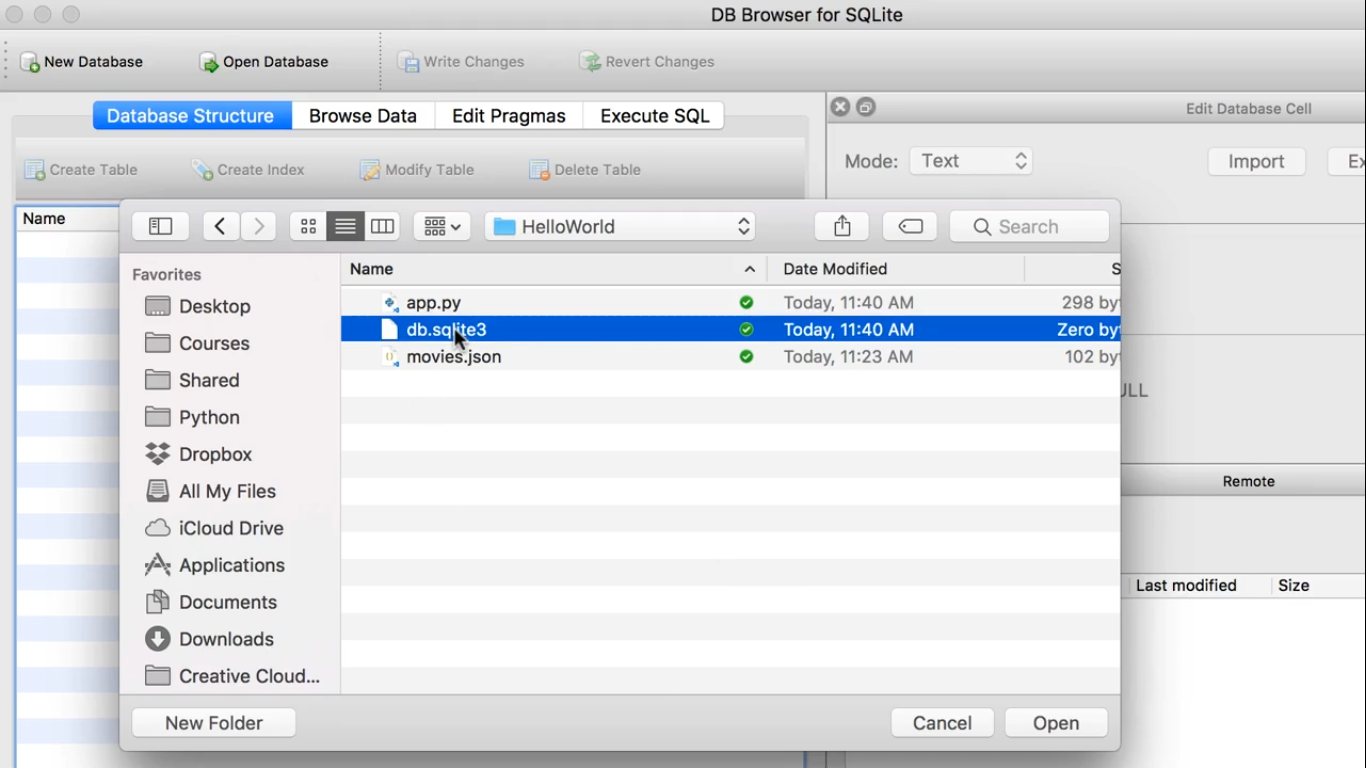 DB Browser for SQLite
New Database Open Database Write Changes Revert Changes
Database Structure Browse Data Edit Pragmas Execute SQL
Edit Database Cell
Create Table Create Index Modify Table Delete Table
Mode: Text Import
Name
HelloWorld Search
Favorites
Desktop
Courses
Shared
Python
Dropbox
All My Files
iCloud Drive
Applications
Documents
Downloads
Creative Cloud...
Name Date Modified
app.py Today, 11:40 AM 298 by
db.sqlite3 Today, 11:40 AM Zero by
movies.json Today, 11:23 AM 102 by
Remote
Last modified Size
New Folder Cancel Open